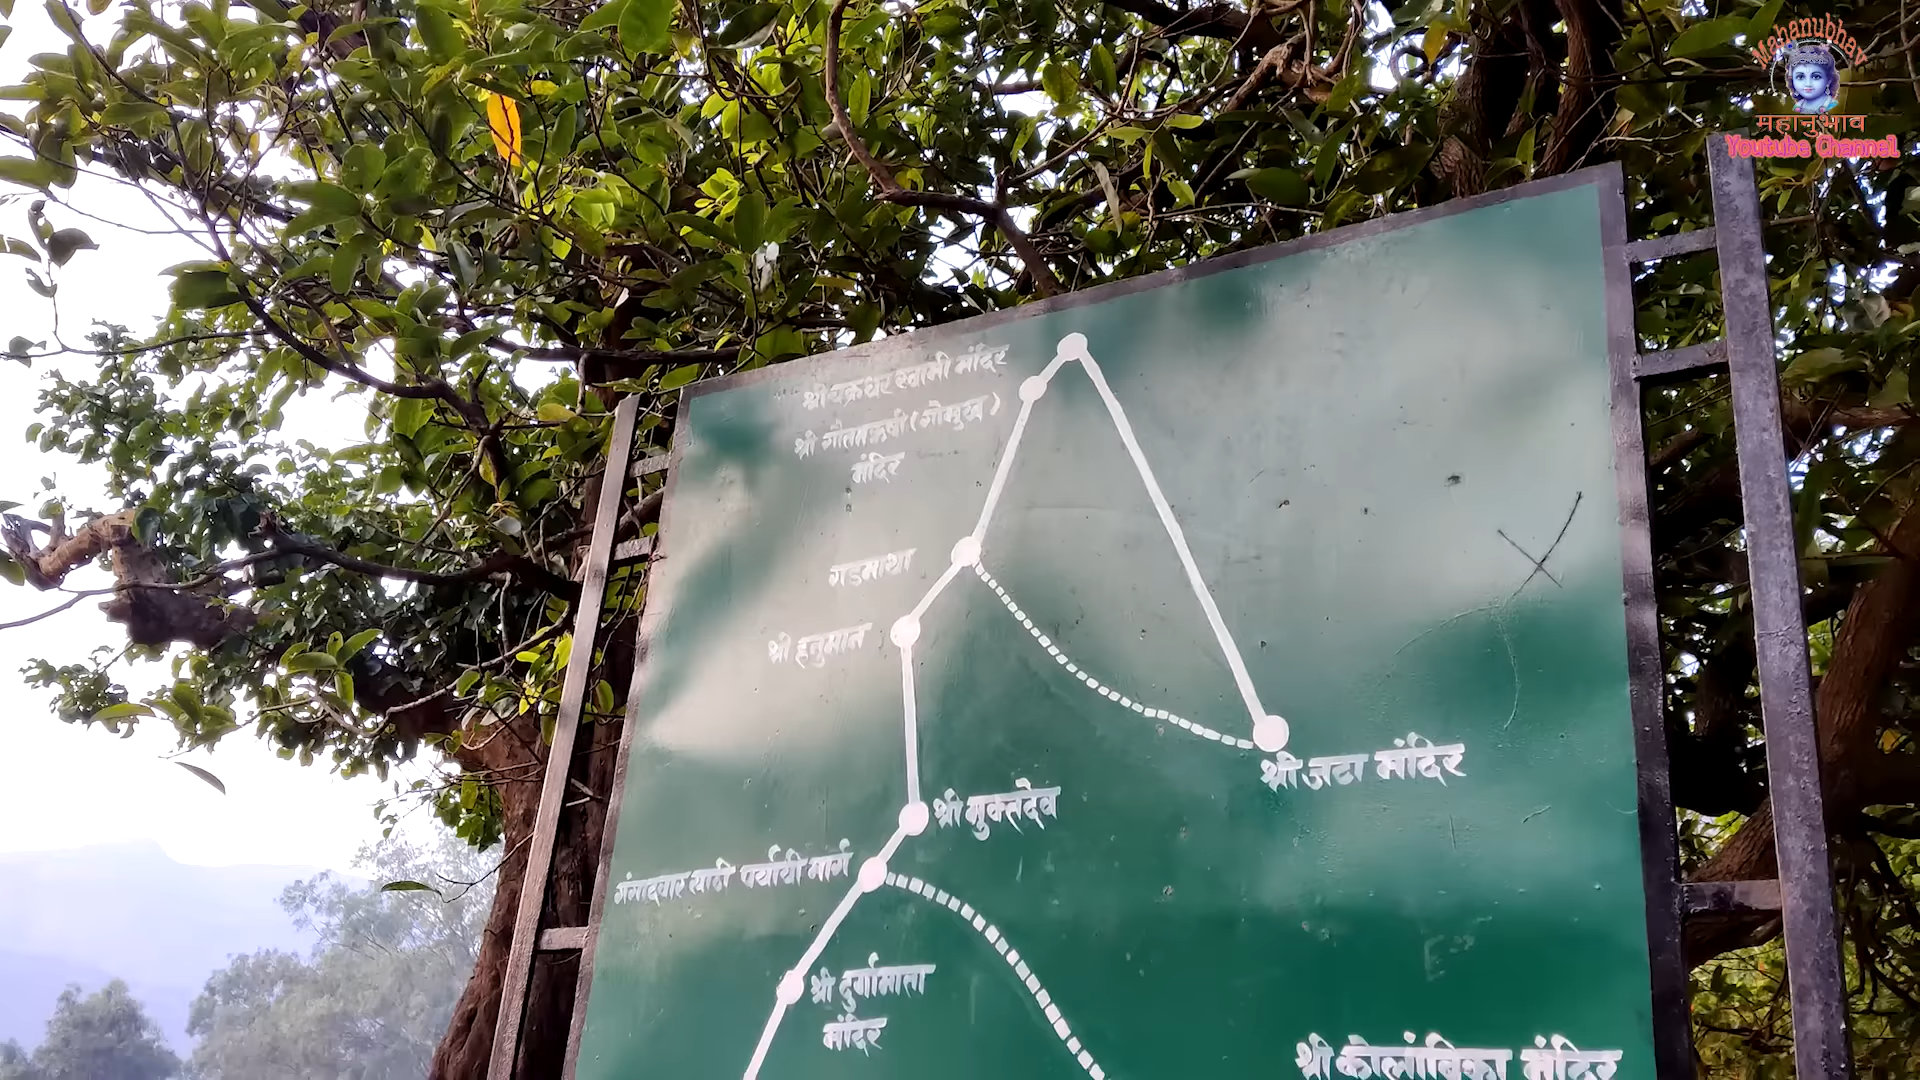 Mahanubhav
महानुभाव
Youtube Channel
श्री चक्रधर स्वामी मंदिर
श्री गौतमऋषी (गोमुख)
मंदिर
गडमाथा
श्री हनुमान
श्री जटा मंदिर
श्री मुक्तदेव
गंगाद्वार साठी पर्यायी मार्ग
श्री दुर्गामाता
मंदिर
श्री कोलांबिका मंदिर